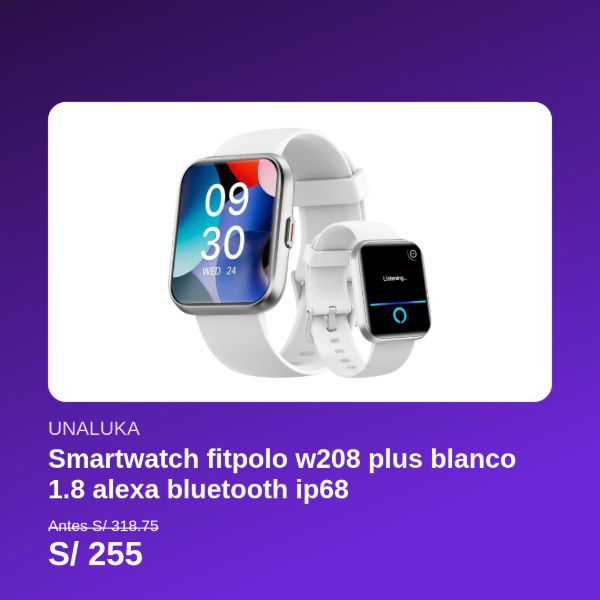 09
30
WED 24
Listening...
UNALUKA
Smartwatch fitpolo w208 plus blanco
1.8 alexa bluetooth ip68
Antes S/ 318.75
S/ 255